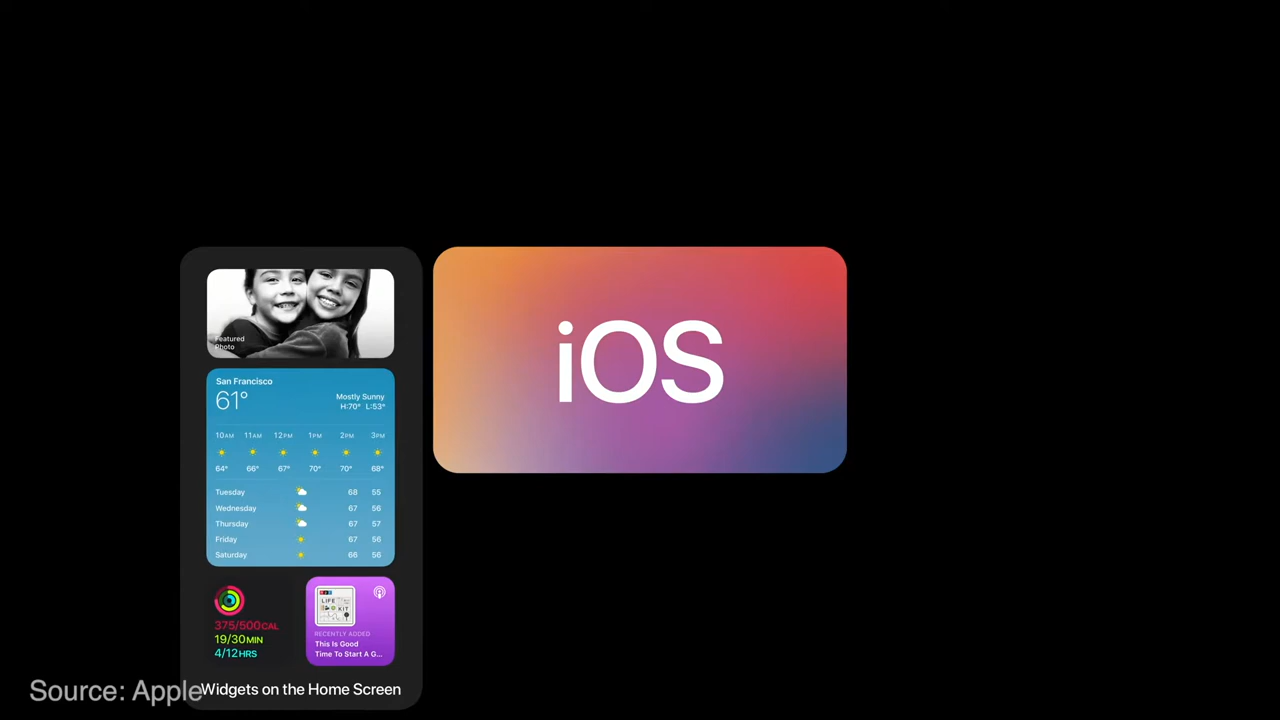 Featured
Photo
San Francisco
61°
Mostly Sunny
H:70° L:53°
10AM 11AM 12PM 1PM 2PM 3PM
64° 66° 67° 70° 70° 68°
Tuesday 68 55
Wednesday 67 56
Thursday 67 57
Friday 67 56
Saturday 66 56
375/500CAL
19/30MIN
4/12HRS
LIFE
KIT
RECENTLY ADDED
This Is Good
Time To Start A G...
Widgets on the Home Screen
iOS
Source: Apple